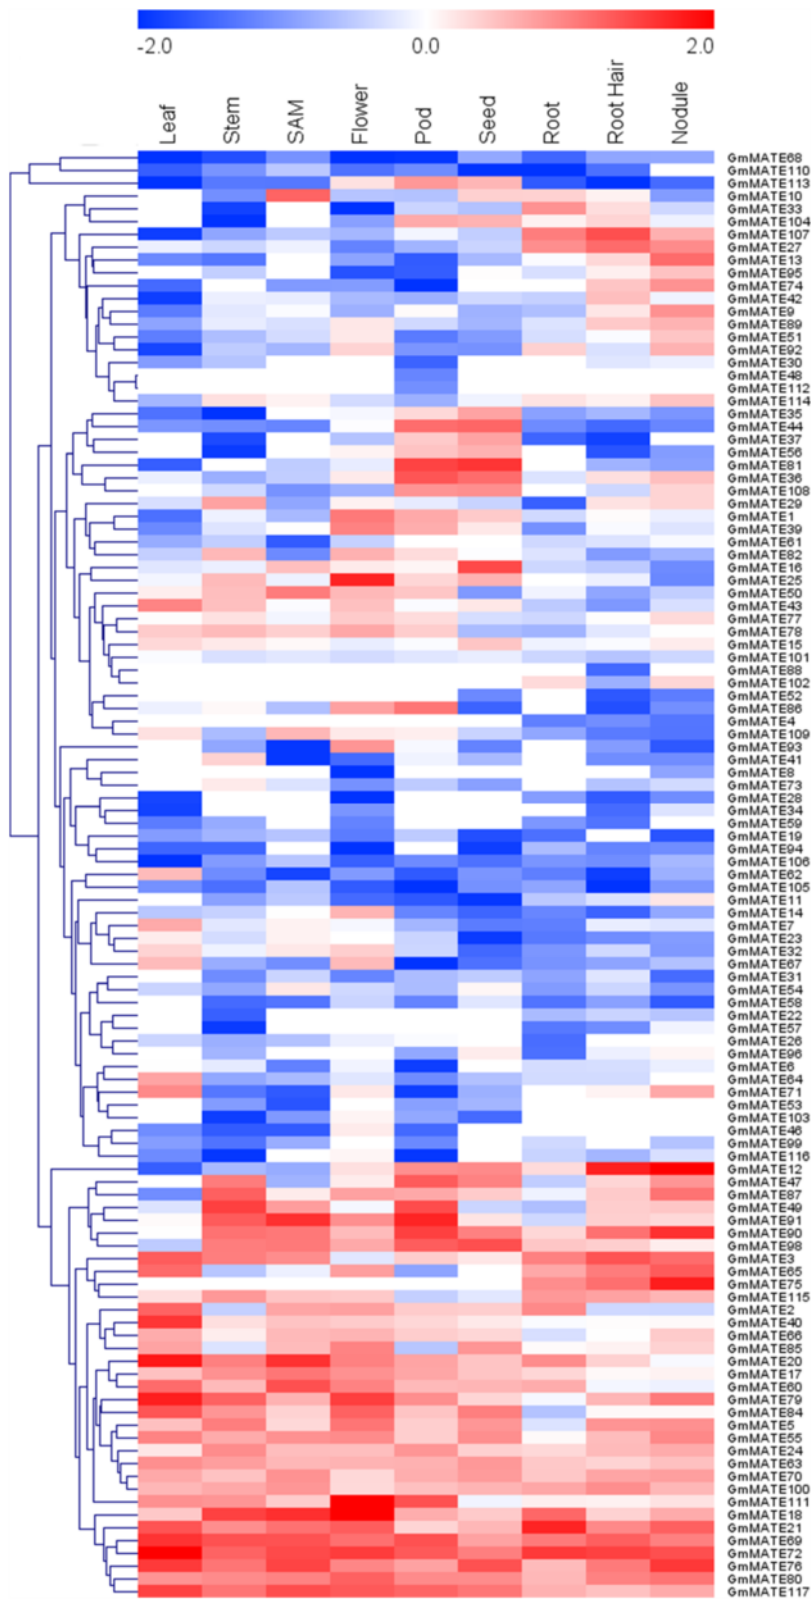 -2.0 0.0 2.0
Leaf Stem SAM Flower Pod Seed Root Root Hair Nodule
GmMATE68
GmMATE110
GmMATE113
GmMATE10
GmMATE33
GmMATE104
GmMATE107
GmMATE27
GmMATE13
GmMATE95
GmMATE74
GmMATE42
GmMATE9
GmMATE89
GmMATE51
GmMATE92
GmMATE30
GmMATE48
GmMATE112
GmMATE114
GmMATE35
GmMATE44
GmMATE37
GmMATE56
GmMATE81
GmMATE36
GmMATE108
GmMATE29
GmMATE1
GmMATE39
GmMATE61
GmMATE82
GmMATE16
GmMATE25
GmMATE50
GmMATE43
GmMATE77
GmMATE78
GmMATE15
GmMATE101
GmMATE88
GmMATE102
GmMATE52
GmMATE86
GmMATE4
GmMATE109
GmMATE93
GmMATE41
GmMATE8
GmMATE73
GmMATE28
GmMATE34
GmMATE59
GmMATE19
GmMATE94
GmMATE106
GmMATE62
GmMATE105
GmMATE11
GmMATE14
GmMATE7
GmMATE23
GmMATE32
GmMATE67
GmMATE31
GmMATE54
GmMATE58
GmMATE22
GmMATE57
GmMATE26
GmMATE96
GmMATE6
GmMATE64
GmMATE71
GmMATE53
GmMATE103
GmMATE46
GmMATE99
GmMATE116
GmMATE12
GmMATE47
GmMATE87
GmMATE49
GmMATE91
GmMATE90
GmMATE98
GmMATE3
GmMATE65
GmMATE75
GmMATE115
GmMATE2
GmMATE40
GmMATE66
GmMATE85
GmMATE20
GmMATE17
GmMATE60
GmMATE79
GmMATE84
GmMATE5
GmMATE55
GmMATE24
GmMATE63
GmMATE70
GmMATE100
GmMATE111
GmMATE18
GmMATE21
GmMATE69
GmMATE72
GmMATE76
GmMATE80
GmMATE117